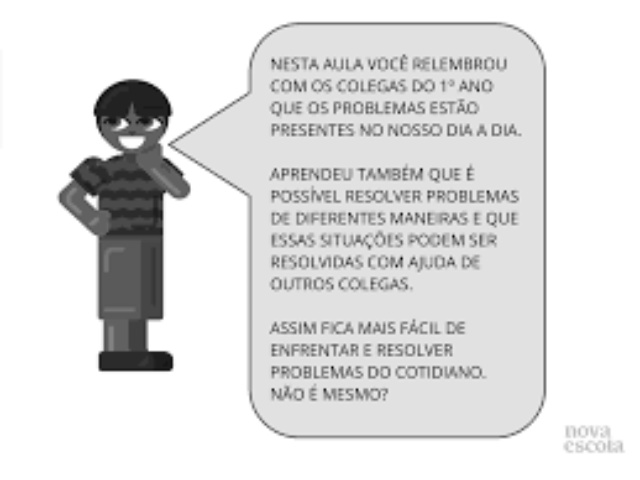 NESTA AULA VOCÊ RELEMBROU
COM OS COLEGAS DO 1º ANO
QUE OS PROBLEMAS ESTÃO
PRESENTES NO NOSSO DIA A DIA.
APRENDEU TAMBÉM QUE É
POSSÍVEL RESOLVER PROBLEMAS
DE DIFERENTES MANEIRAS E QUE
ESSAS SITUAÇÕES PODEM SER
RESOLVIDAS COM AJUDA DE
OUTROS COLEGAS.
ASSIM FICA MAIS FÁCIL DE
ENFRENTAR E RESOLVER
PROBLEMAS DO COTIDIANO.
NÃO É MESMO?
nova
escola